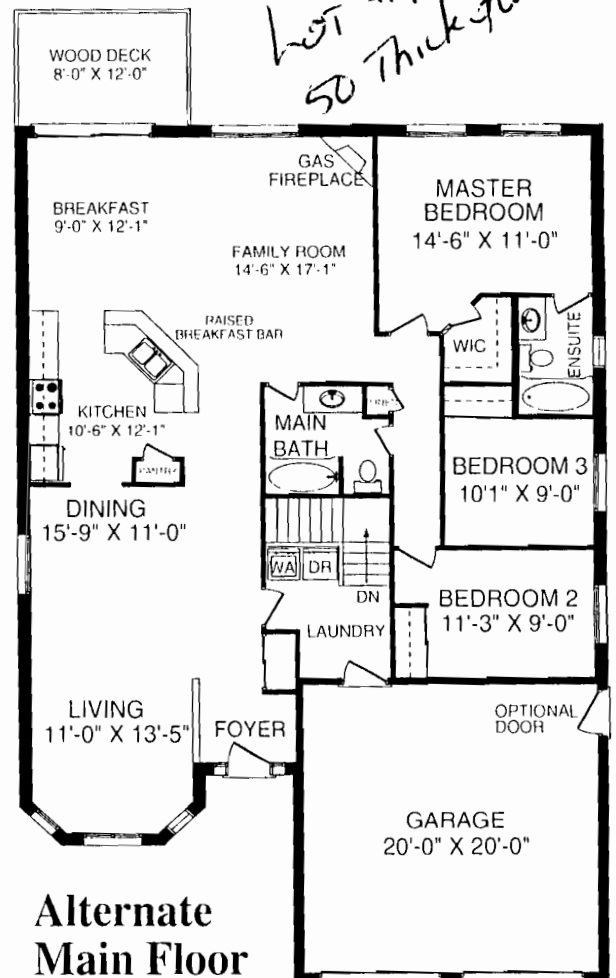 LOT
50 Thick
WOOD DECK
8'-0" X 12'-0"
GAS
FIREPLACE
MASTER
BEDROOM
14'-6" X 11'-0"
BREAKFAST
9'-0" X 12'-1"
FAMILY ROOM
14'-6" X 17'-1"
RAISED
BREAKFAST BAR
WIC
ENSUITE
KITCHEN
10'-6" X 12'-1"
PANTRY
MAIN
BATH
BEDROOM 3
10'1" X 9'-0"
DINING
15'-9" X 11'-0"
WA DR
DN
BEDROOM 2
11'-3" X 9'-0"
LAUNDRY
LIVING
11'-0" X 13'-5"
FOYER
OPTIONAL
DOOR
GARAGE
20'-0" X 20'-0"
Alternate
Main Floor